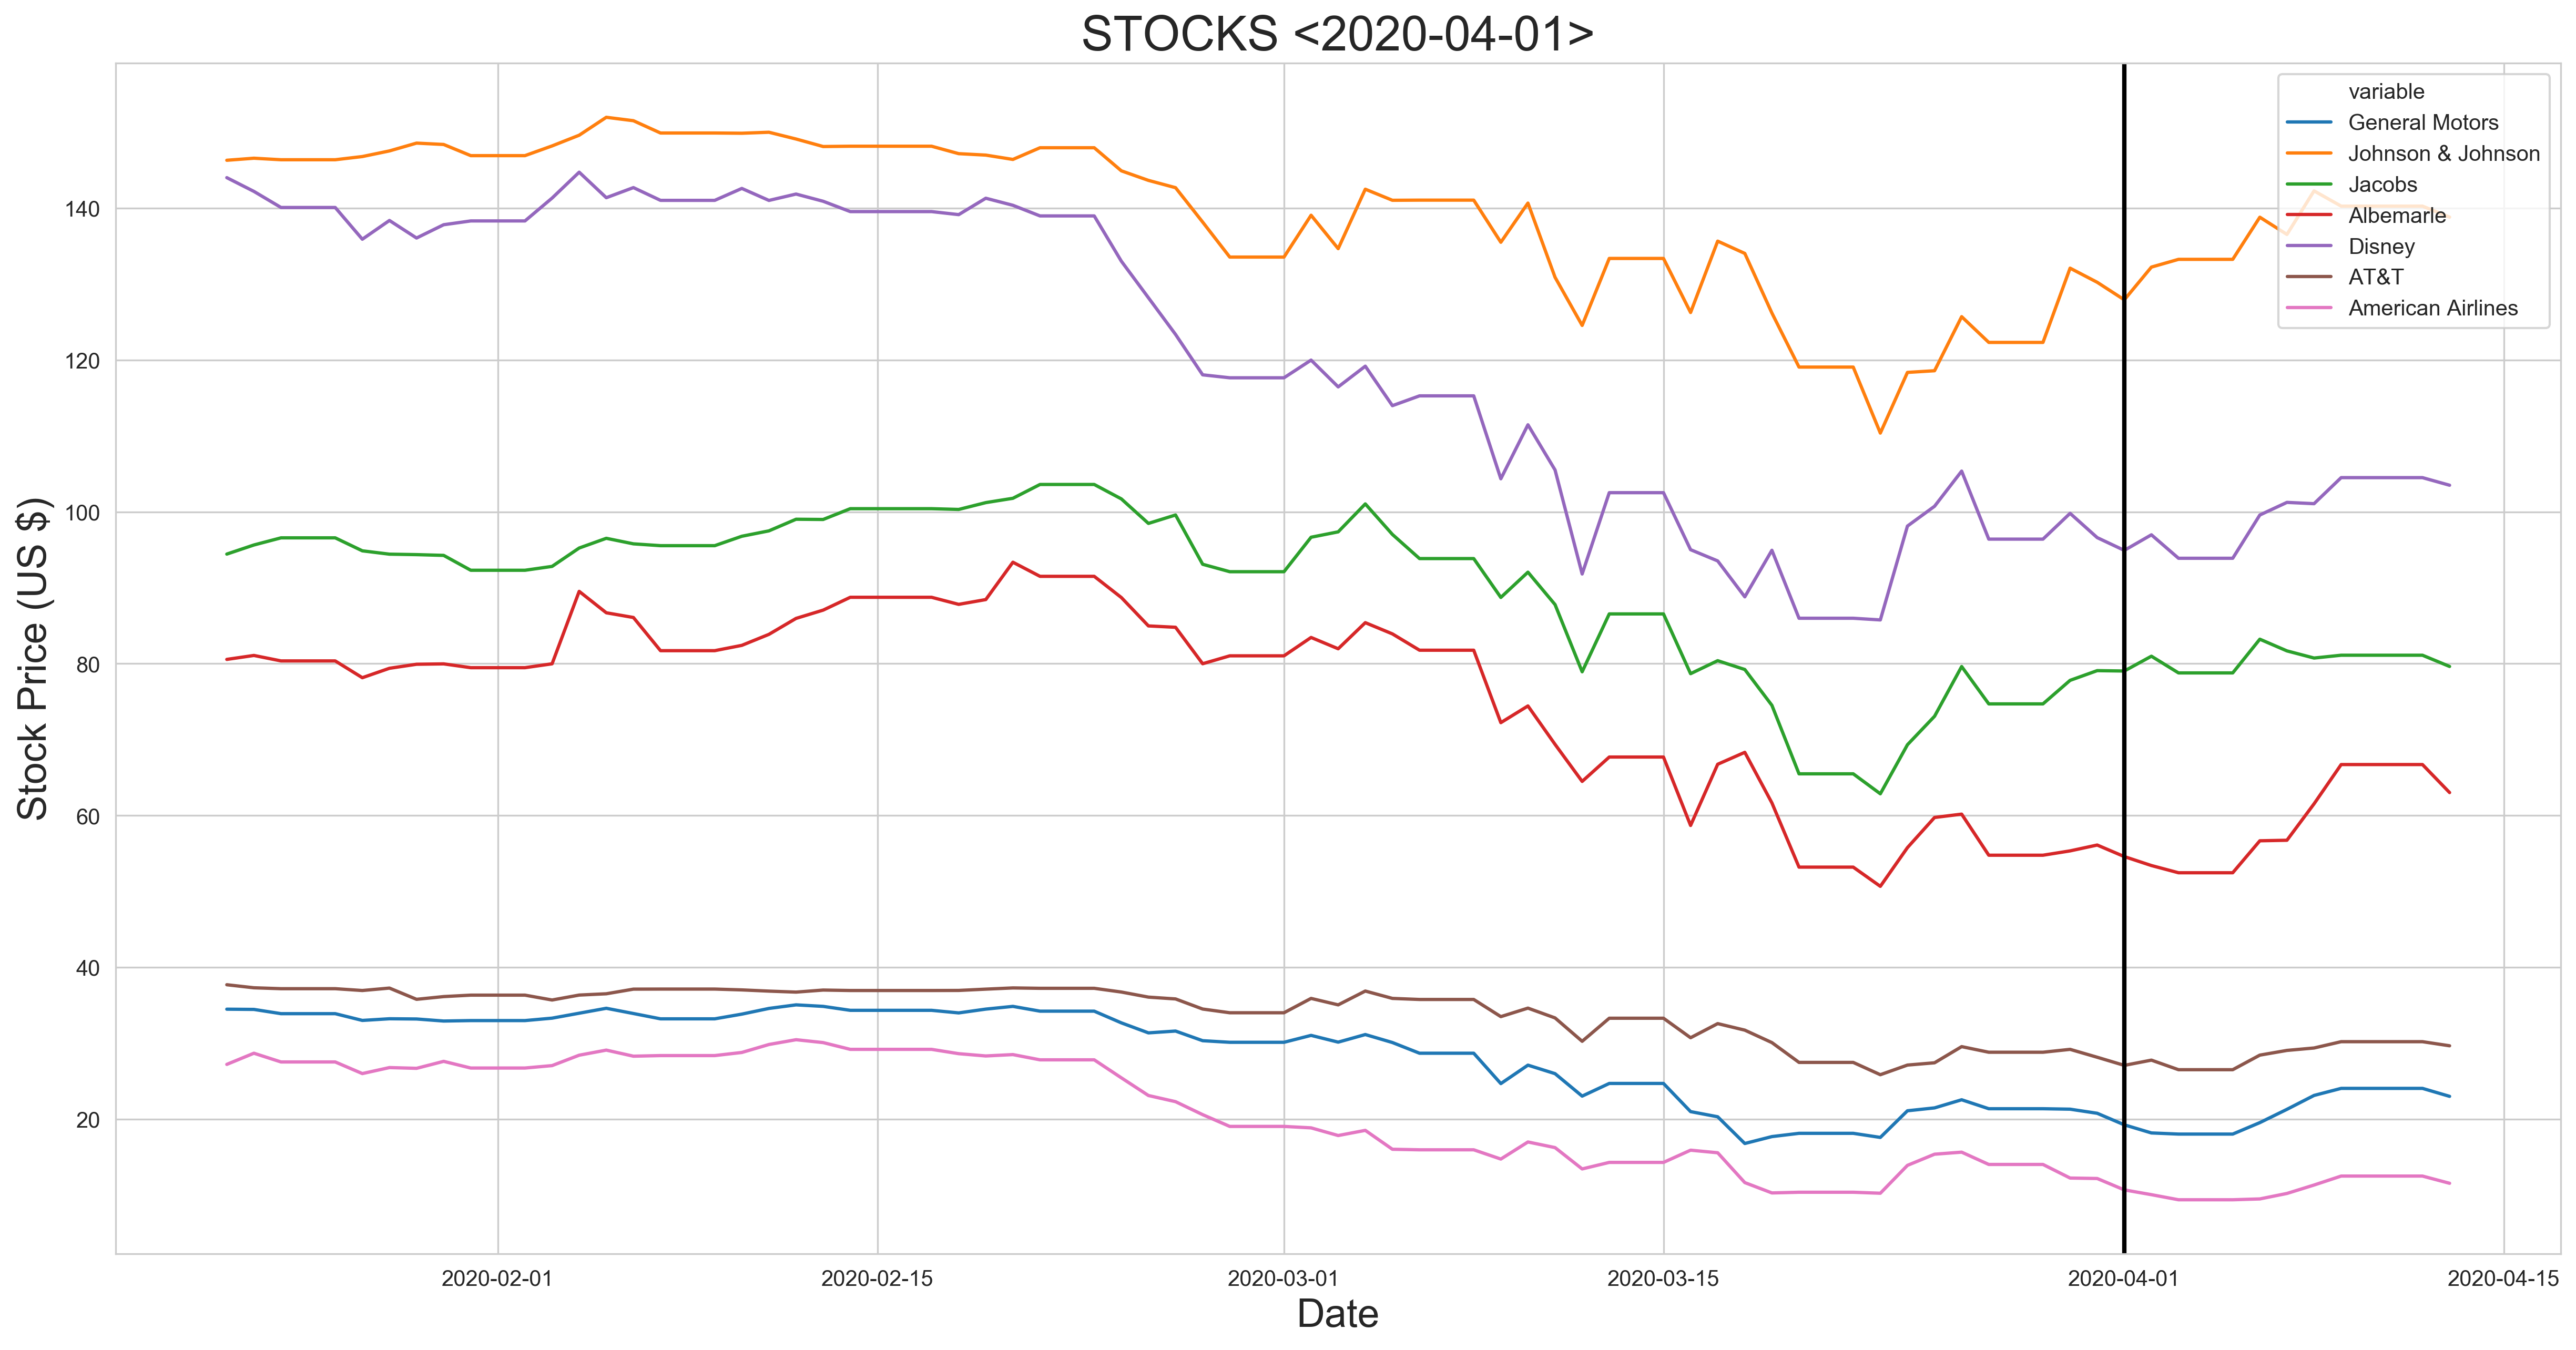 STOCKS <2020-04-01>
variable
General Motors
Johnson & Johnson
Jacobs
Albemarle
Disney
AT&T
American Airlines
Stock Price (US $)
140
120
100
80
60
40
20
2020-02-01
2020-02-15
2020-03-01
2020-03-15
2020-04-01
2020-04-15
Date